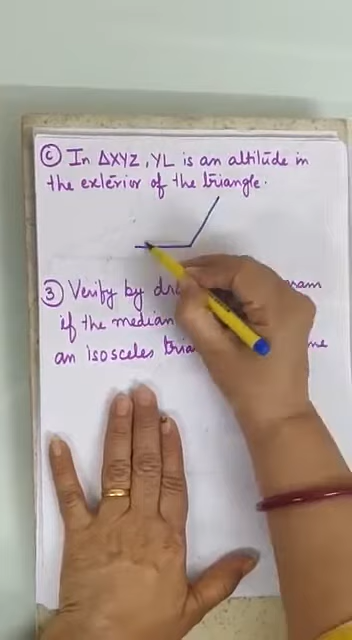 (c) In ΔXYZ, YL is an altitude in
the exterior of the triangle.
(3) Verify by
if the median
an isosceles